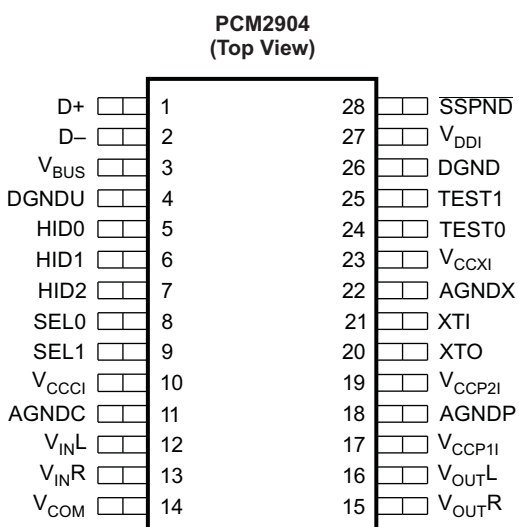 PCM2904
(Top View)
D+ 1 28 SSPND
D– 2 27 VDDI
VBUS 3 26 DGND
DGNDU 4 25 TEST1
HID0 5 24 TEST0
HID1 6 23 VCCXI
HID2 7 22 AGNDX
SEL0 8 21 XTI
SEL1 9 20 XTO
VCCCI 10 19 VCCP2I
AGNDC 11 18 AGNDP
VINL 12 17 VCCP1I
VINR 13 16 VOUTL
VCOM 14 15 VOUTR